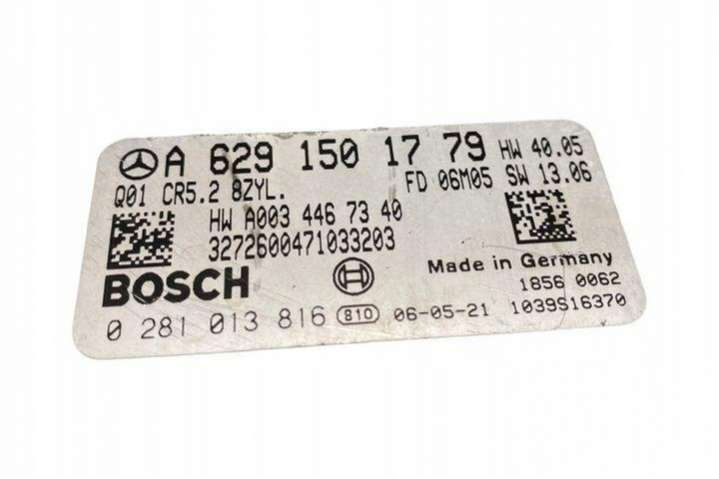 A 629 150 17 79 HW 40.05
Q01 CR5.2 8ZYL. FD 06M05 SW 13.06
HW A003 446 73 40
3272600471033203
BOSCH Made in Germany
1856 0062
0 281 013 816 810 06-05-21 1039S16370